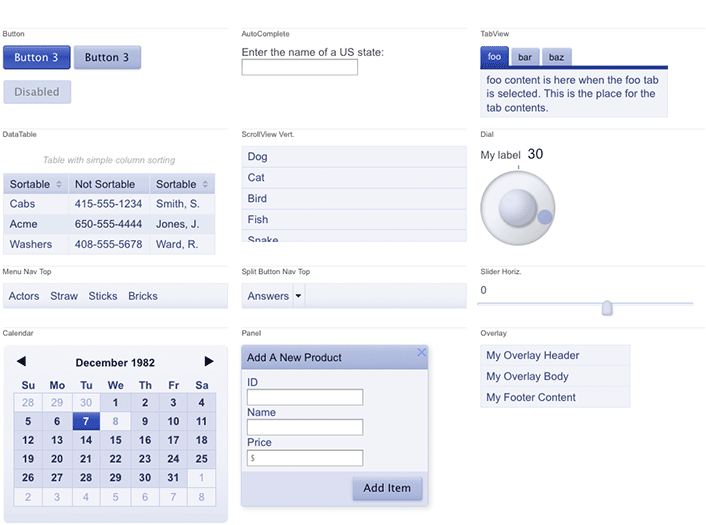 Button
Button 3 Button 3
Disabled
AutoComplete
Enter the name of a US state:
TabView
foo bar baz
foo content is here when the foo tab
is selected. This is the place for the
tab contents.
DataTable
Table with simple column sorting
Sortable Not Sortable Sortable
Cabs 415-555-1234 Smith, S.
Acme 650-555-4444 Jones, J.
Washers 408-555-5678 Ward, R.
ScrollView Vert.
Dog
Cat
Bird
Fish
Snake
Dial
My label 30
Menu Nav Top
Actors Straw Sticks Bricks
Split Button Nav Top
Answers
Slider Horiz.
0
Calendar
December 1982
Su Mo Tu We Th Fr Sa
28 29 30 1 2 3 4
5 6 7 8 9 10 11
12 13 14 15 16 17 18
19 20 21 22 23 24 25
26 27 28 29 30 31 1
2 3 4 5 6 7 8
Panel
Add A New Product X
ID
Name
Price
$
Add Item
Overlay
My Overlay Header
My Overlay Body
My Footer Content